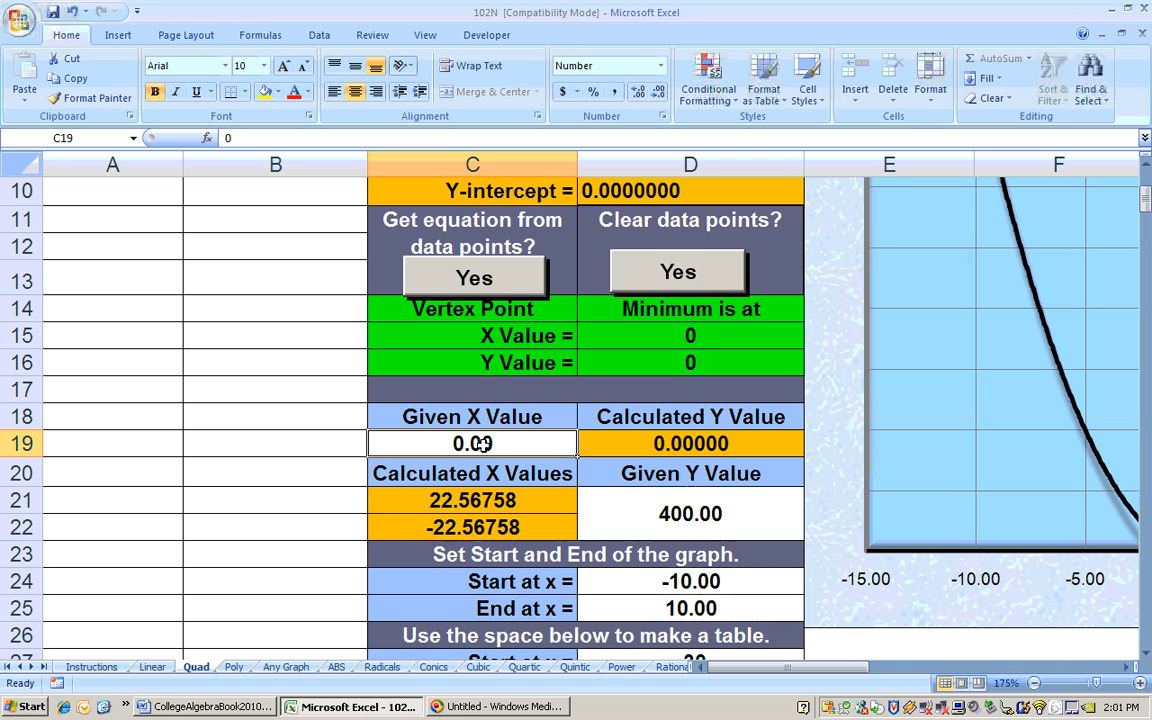 102N [Compatibility Mode] - Microsoft Excel
Home Insert Page Layout Formulas Data Review View Developer
Cut
Copy
Format Painter
Paste
Clipboard
Arial 10
B I U
Font
Wrap Text
Merge & Center
Alignment
Number
$ % ,
Number
Conditional Formatting
Format as Table
Cell Styles
Styles
Insert Delete Format
Cells
AutoSum
Fill
Clear
Sort & Filter
Find & Select
Editing
C19 fx 0
A B C D E F
10 Y-intercept = 0.0000000
11 Get equation from Clear data points?
12 data points?
13 Yes Yes
14 Vertex Point Minimum is at
15 X Value = 0
16 Y Value = 0
17
18 Given X Value Calculated Y Value
19 0.00 0.00000
20 Calculated X Values Given Y Value
21 22.56758
400.00
22 -22.56758
23 Set Start and End of the graph.
24 Start at x = -10.00
25 End at x = 10.00
26 Use the space below to make a table.
27 Start at x = 30
-15.00 -10.00 -5.00
Instructions Linear Quad Poly Any Graph ABS Radicals Conics Cubic Quartic Quintic Power Rationa
Ready 175%
Start CollegeAlgebraBook2010... Microsoft Excel - 102... Untitled - Windows Medi... 2:01 PM